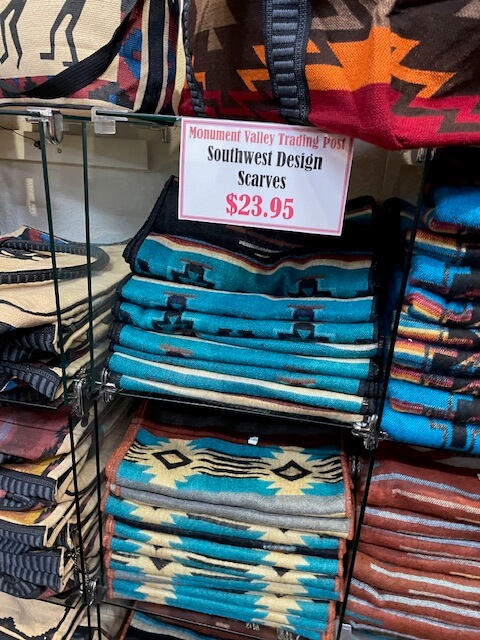 Monument Valley Trading Post
Southwest Design
Scarves
$23.95